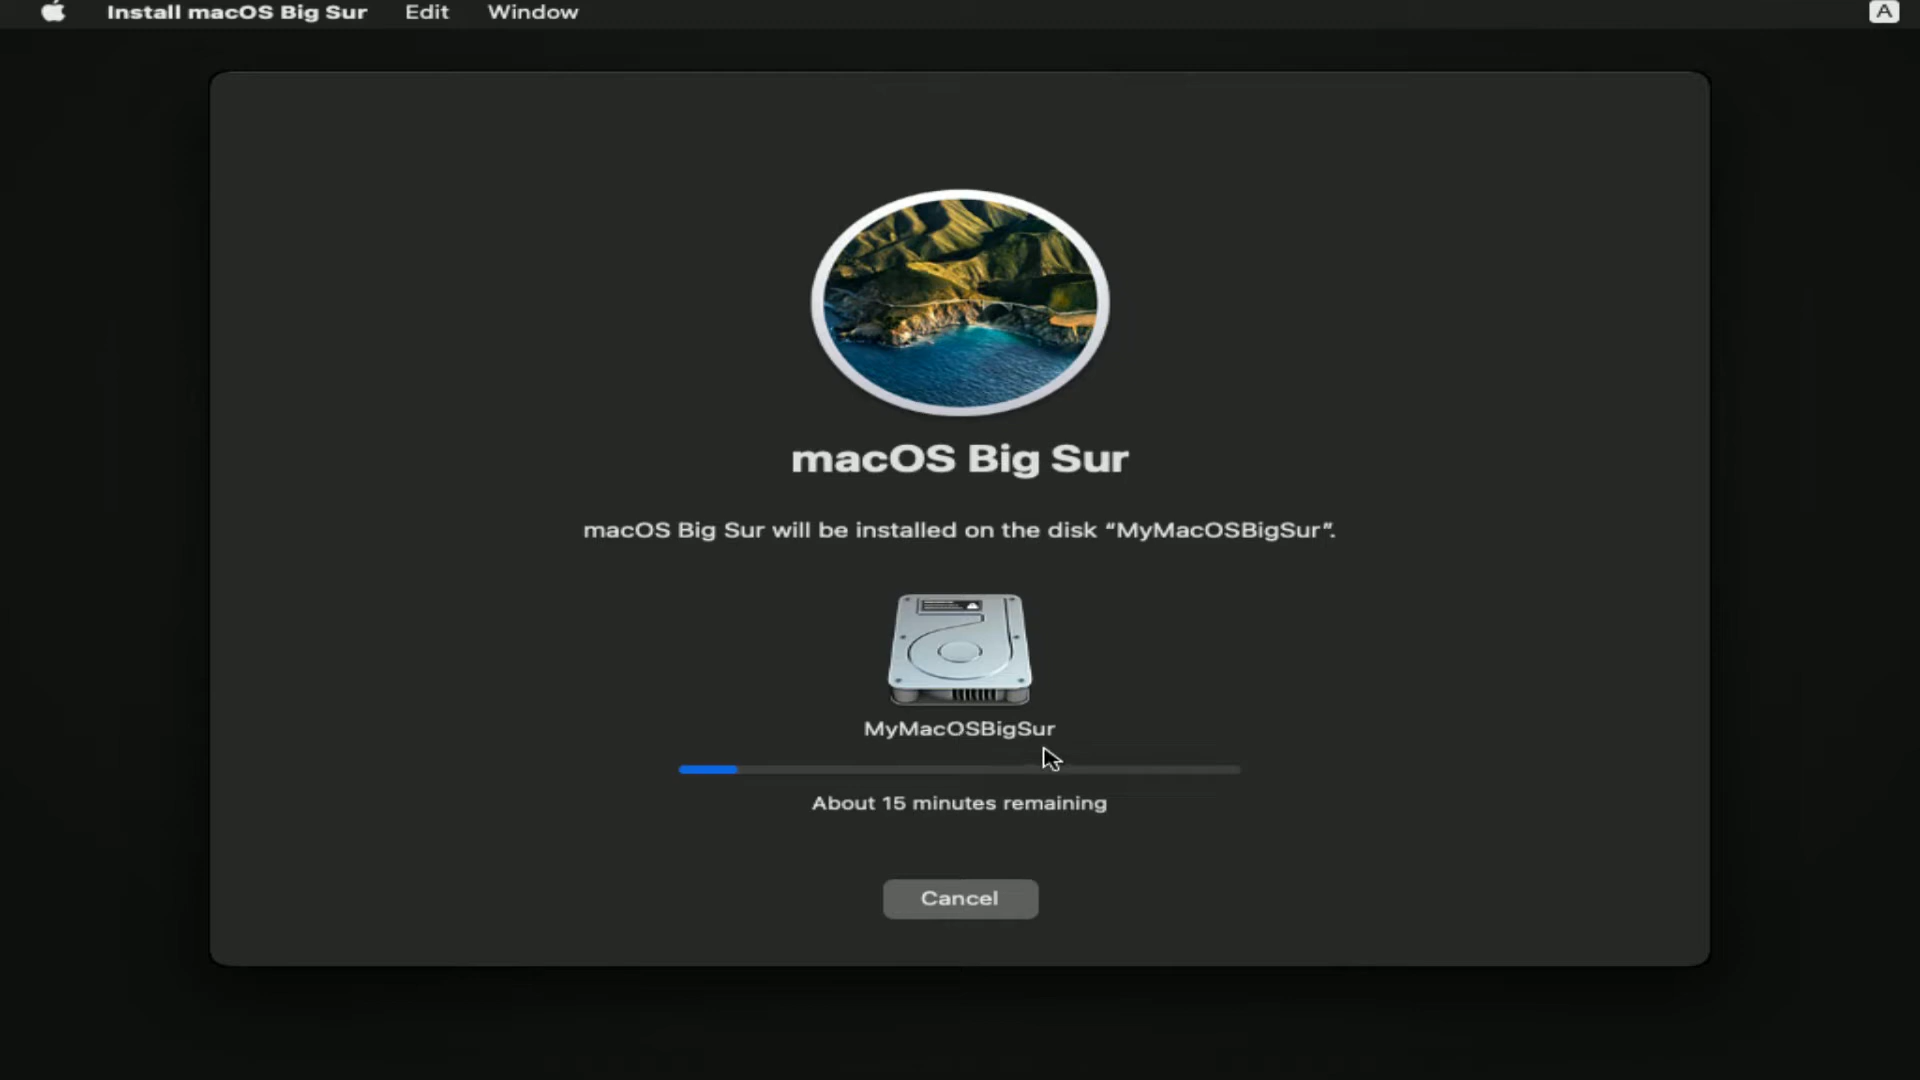 Install macOS Big Sur Edit Window A
macOS Big Sur
macOS Big Sur will be installed on the disk “MyMacOSBigSur”.
MyMacOSBigSur
About 15 minutes remaining
Cancel